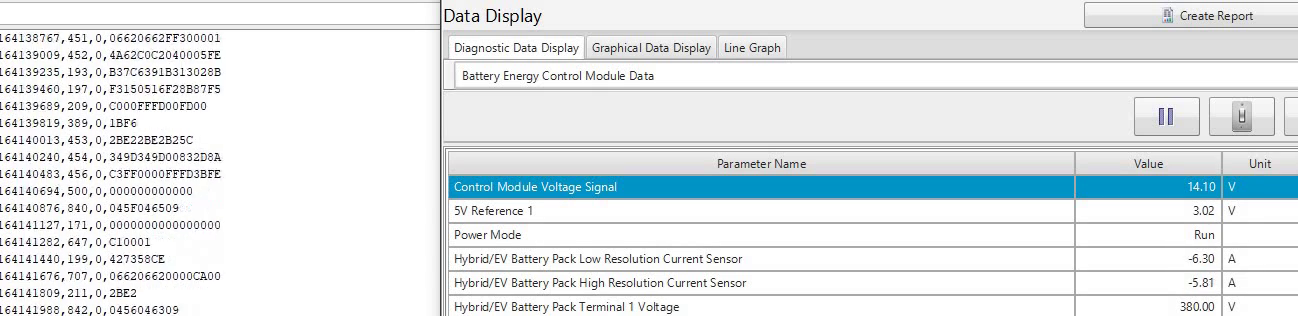 164138767,451,0,06620662FF300001
164139009,452,0,4A62C0C2040005FE
164139235,193,0,B37C6391B313028B
164139460,197,0,F3150516F28B87F5
164139689,209,0,C000FFFD00FD00
164139819,389,0,1BF6
164140013,453,0,2BE22BE2B25C
164140240,454,0,349D349D00832D8A
164140483,456,0,C3FF0000FFFD3BFE
164140694,500,0,000000000000
164140876,840,0,045F046509
164141127,171,0,0000000000000000
164141282,647,0,C10001
164141440,199,0,427358CE
164141676,707,0,066206620000CA00
164141809,211,0,2BE2
164141988,842,0,0456046309
Data Display
Create Report
Diagnostic Data Display Graphical Data Display Line Graph
Battery Energy Control Module Data
Parameter Name Value Unit
Control Module Voltage Signal 14.10 V
5V Reference 1 3.02 V
Power Mode Run
Hybrid/EV Battery Pack Low Resolution Current Sensor -6.30 A
Hybrid/EV Battery Pack High Resolution Current Sensor -5.81 A
Hybrid/EV Battery Pack Terminal 1 Voltage 380.00 V